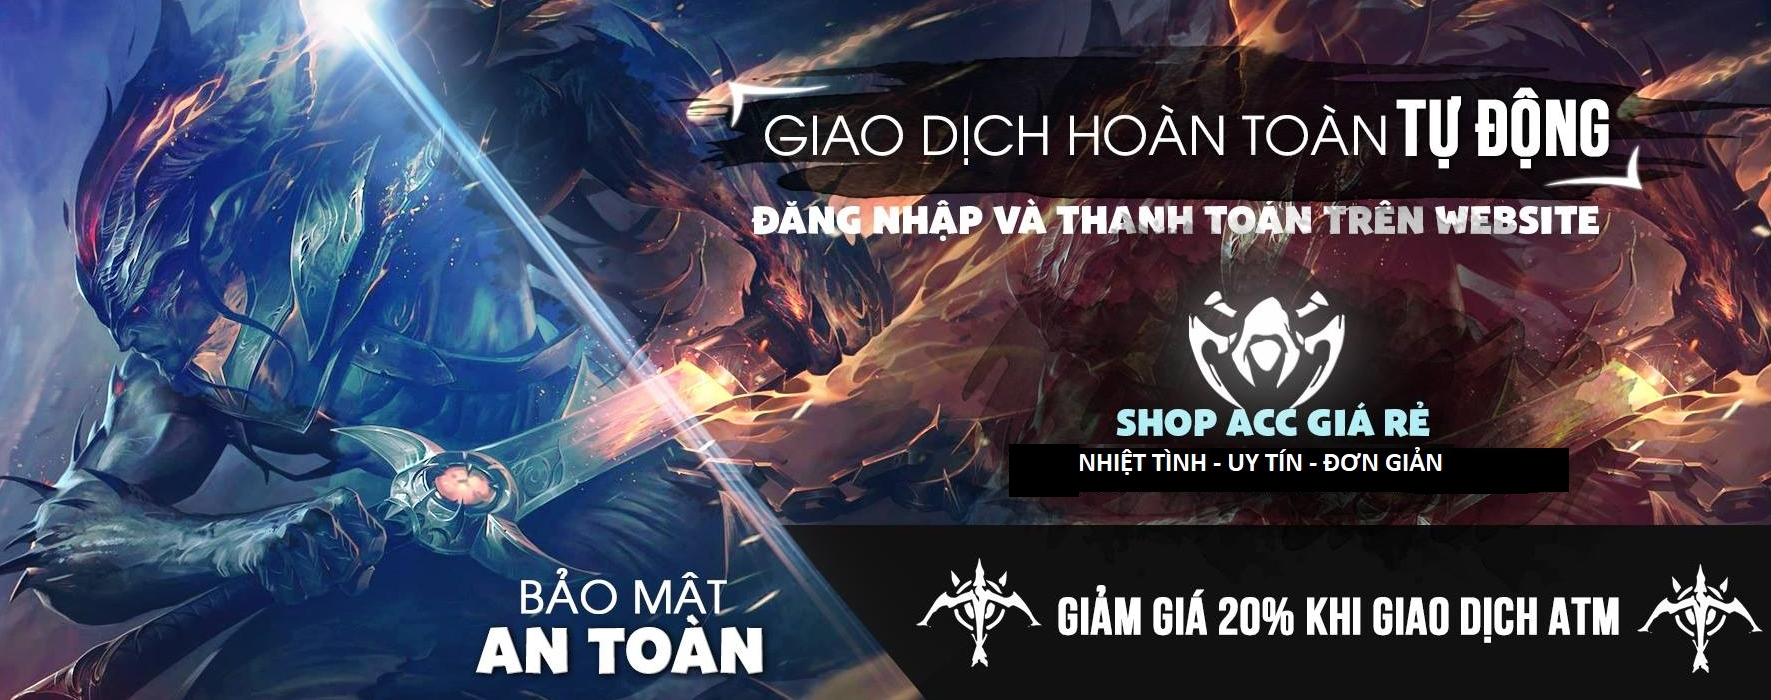 GIAO DỊCH HOÀN TOÀN TỰ ĐỘNG
ĐĂNG NHẬP VÀ THANH TOÁN TRÊN WEBSITE
SHOP ACC GIÁ RẺ
NHIỆT TÌNH - UY TÍN - ĐƠN GIẢN
BẢO MẬT
AN TOÀN
GIẢM GIÁ 20% KHI GIAO DỊCH ATM